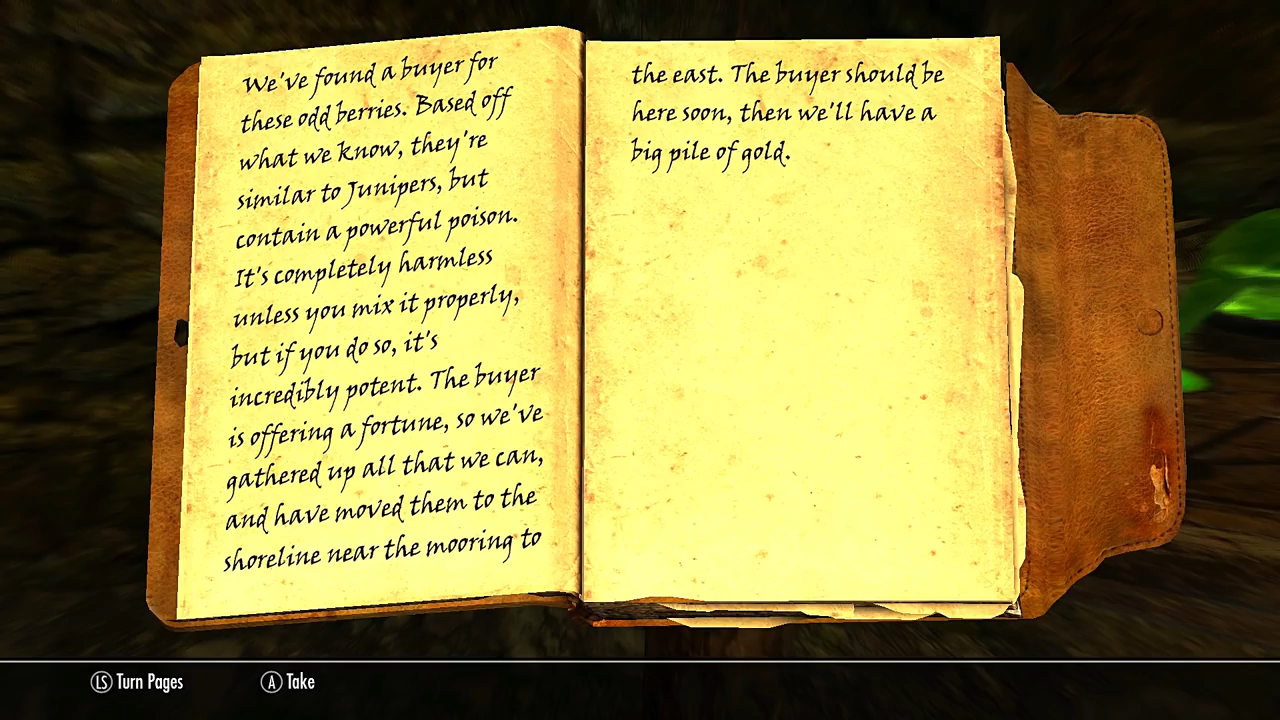 We've found a buyer for
these odd berries. Based off
what we know, they're
similar to Junipers, but
contain a powerful poison.
It's completely harmless
unless you mix it properly,
but if you do so, it's
incredibly potent. The buyer
is offering a fortune, so we've
gathered up all that we can,
and have moved them to the
shoreline near the mooring to
the east. The buyer should be
here soon, then we'll have a
big pile of gold.
LS Turn Pages
A Take